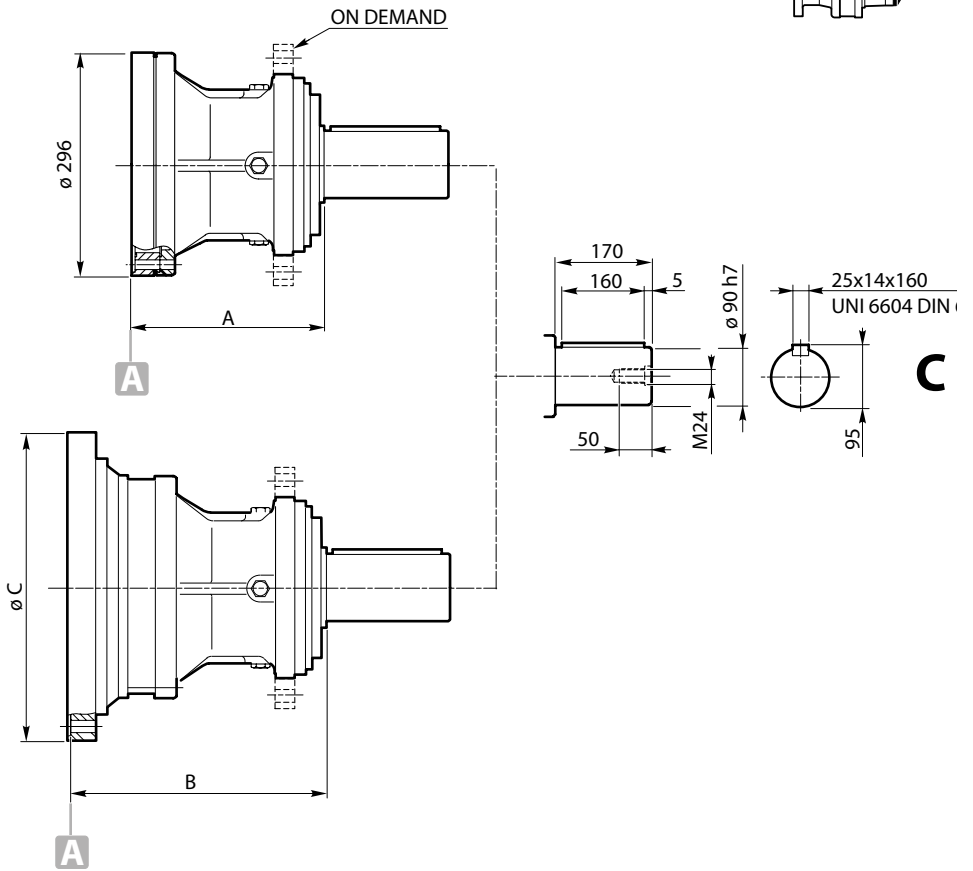 ON DEMAND
ø 296
A
A
170
160 5
ø 90 h7
25x14x160
UNI 6604 DIN
C
50
M24
95
ø C
B
A